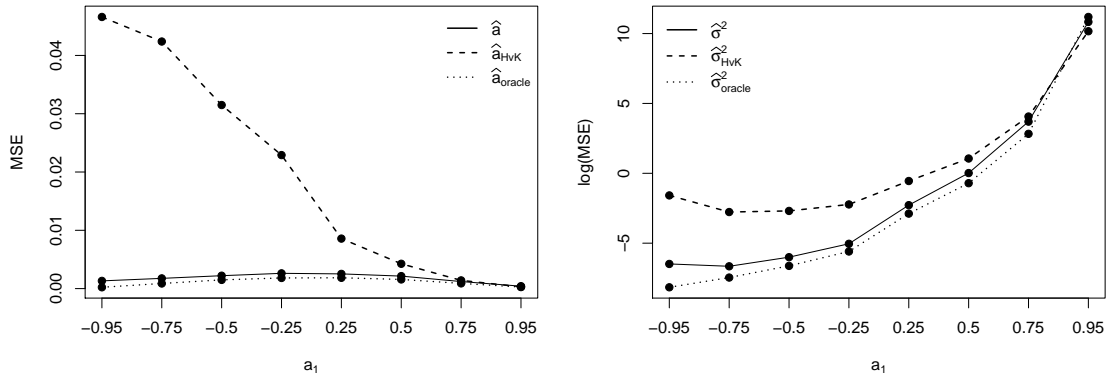 MSE
0.00 0.01 0.02 0.03 0.04
−0.95 −0.75 −0.5 −0.25 0.25 0.5 0.75 0.95
a₁
â
â_HvK
â_oracle
log(MSE)
−5 0 5 10
−0.95 −0.75 −0.5 −0.25 0.25 0.5 0.75 0.95
a₁
σ̂²
σ̂²_HvK
σ̂²_oracle